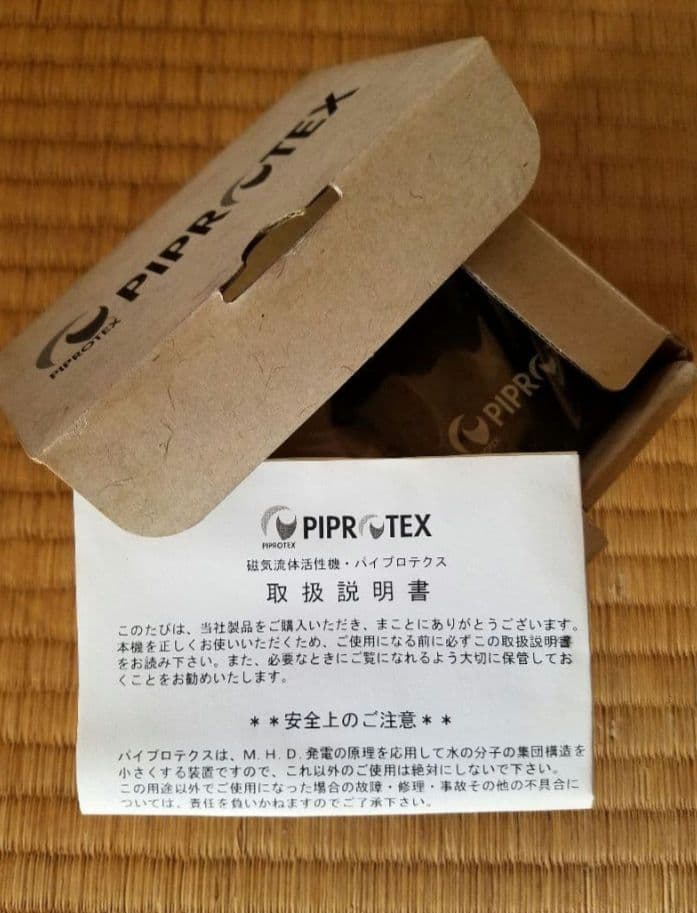 PIPROTEX
PIPROTEX
PIPRO
PIPROTEX
PIPROTEX
磁気流体活性機・パイプロテクス
取扱説明書
このたびは、当社製品をご購入いただき、まことにありがとうございます。
本機を正しくお使いいただくため、ご使用になる前に必ずこの取扱説明書
をお読み下さい。また、必要なときにご覧になれるよう大切に保管してお
くことをお勧めいたします。
＊＊安全上のご注意＊＊
パイプロテクスは、M.H.D.発電の原理を応用して水の分子の集団構造を
小さくする装置ですので、これ以外のご使用は絶対にしないで下さい。
この用途以外でご使用になった場合の故障・修理・事故その他の不具合に
ついては、責任を負いかねますのでご了承下さい。